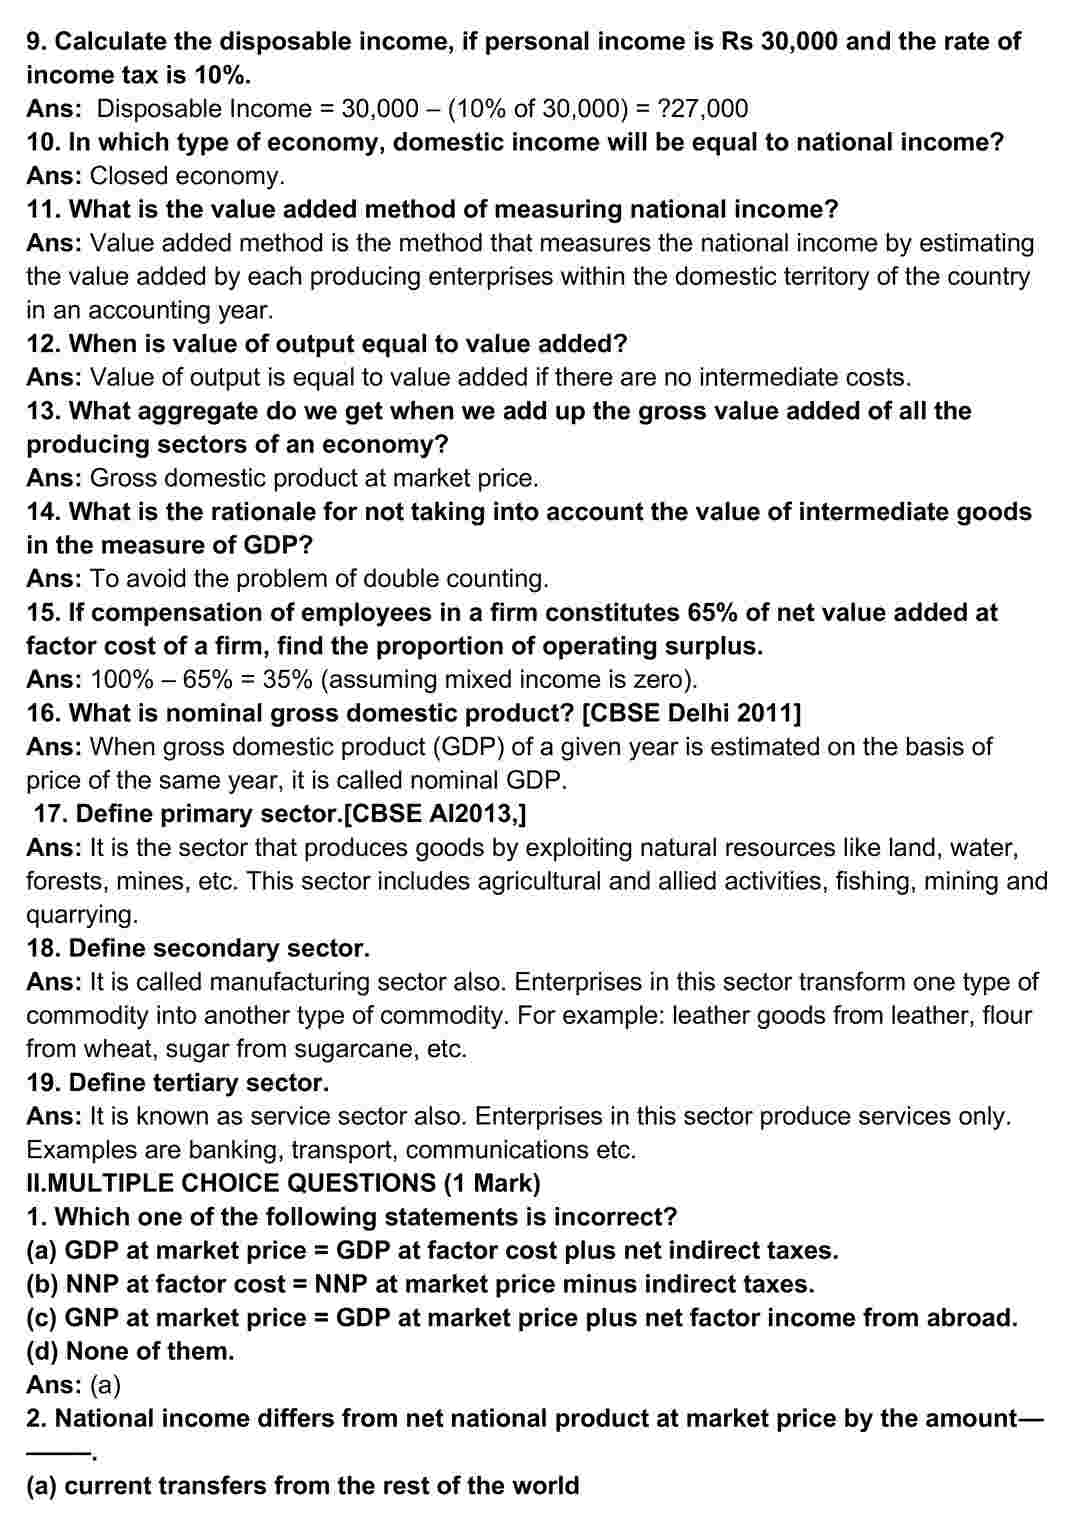 9. Calculate the disposable income, if personal income is Rs 30,000 and the rate of
income tax is 10%.
Ans:  Disposable Income = 30,000 – (10% of 30,000) = ?27,000
10. In which type of economy, domestic income will be equal to national income?
Ans: Closed economy.
11. What is the value added method of measuring national income?
Ans: Value added method is the method that measures the national income by estimating
the value added by each producing enterprises within the domestic territory of the country
in an accounting year.
12. When is value of output equal to value added?
Ans: Value of output is equal to value added if there are no intermediate costs.
13. What aggregate do we get when we add up the gross value added of all the
producing sectors of an economy?
Ans: Gross domestic product at market price.
14. What is the rationale for not taking into account the value of intermediate goods
in the measure of GDP?
Ans: To avoid the problem of double counting.
15. If compensation of employees in a firm constitutes 65% of net value added at
factor cost of a firm, find the proportion of operating surplus.
Ans: 100% – 65% = 35% (assuming mixed income is zero).
16. What is nominal gross domestic product? [CBSE Delhi 2011]
Ans: When gross domestic product (GDP) of a given year is estimated on the basis of
price of the same year, it is called nominal GDP.
17. Define primary sector.[CBSE AI2013,]
Ans: It is the sector that produces goods by exploiting natural resources like land, water,
forests, mines, etc. This sector includes agricultural and allied activities, fishing, mining and
quarrying.
18. Define secondary sector.
Ans: It is called manufacturing sector also. Enterprises in this sector transform one type of
commodity into another type of commodity. For example: leather goods from leather, flour
from wheat, sugar from sugarcane, etc.
19. Define tertiary sector.
Ans: It is known as service sector also. Enterprises in this sector produce services only.
Examples are banking, transport, communications etc.
II.MULTIPLE CHOICE QUESTIONS (1 Mark)
1. Which one of the following statements is incorrect?
(a) GDP at market price = GDP at factor cost plus net indirect taxes.
(b) NNP at factor cost = NNP at market price minus indirect taxes.
(c) GNP at market price = GDP at market price plus net factor income from abroad.
(d) None of them.
Ans: (a)
2. National income differs from net national product at market price by the amount—
———.
(a) current transfers from the rest of the world